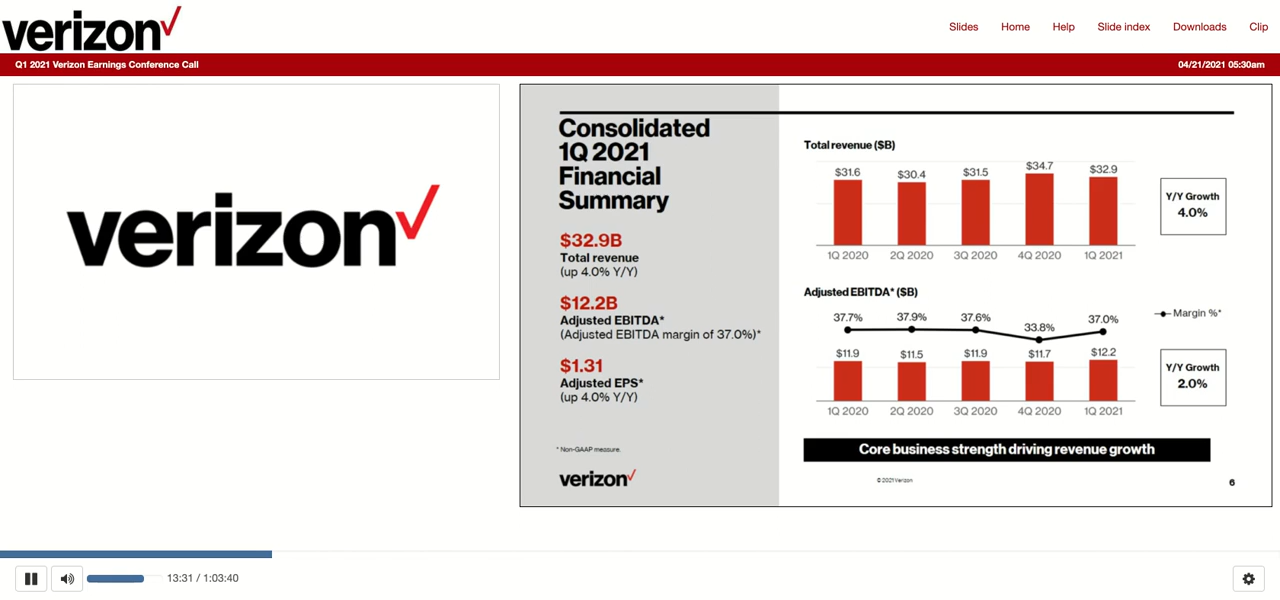 verizon
Slides Home Help Slide index Downloads Clip
Q1 2021 Verizon Earnings Conference Call
04/21/2021 05:30am
verizon
Consolidated
1Q 2021
Financial
Summary
$32.9B
Total revenue
(up 4.0% Y/Y)
$12.2B
Adjusted EBITDA*
(Adjusted EBITDA margin of 37.0%)*
$1.31
Adjusted EPS*
(up 4.0% Y/Y)
* Non-GAAP measure.
verizon
Total revenue ($B)
$31.6 $30.4 $31.5 $34.7 $32.9
1Q 2020 2Q 2020 3Q 2020 4Q 2020 1Q 2021
Y/Y Growth
4.0%
Adjusted EBITDA* ($B)
37.7% 37.9% 37.6% 33.8% 37.0%
Margin %*
$11.9 $11.5 $11.9 $11.7 $12.2
1Q 2020 2Q 2020 3Q 2020 4Q 2020 1Q 2021
Y/Y Growth
2.0%
Core business strength driving revenue growth
© 2021 Verizon
6
13:31 / 1:03:40